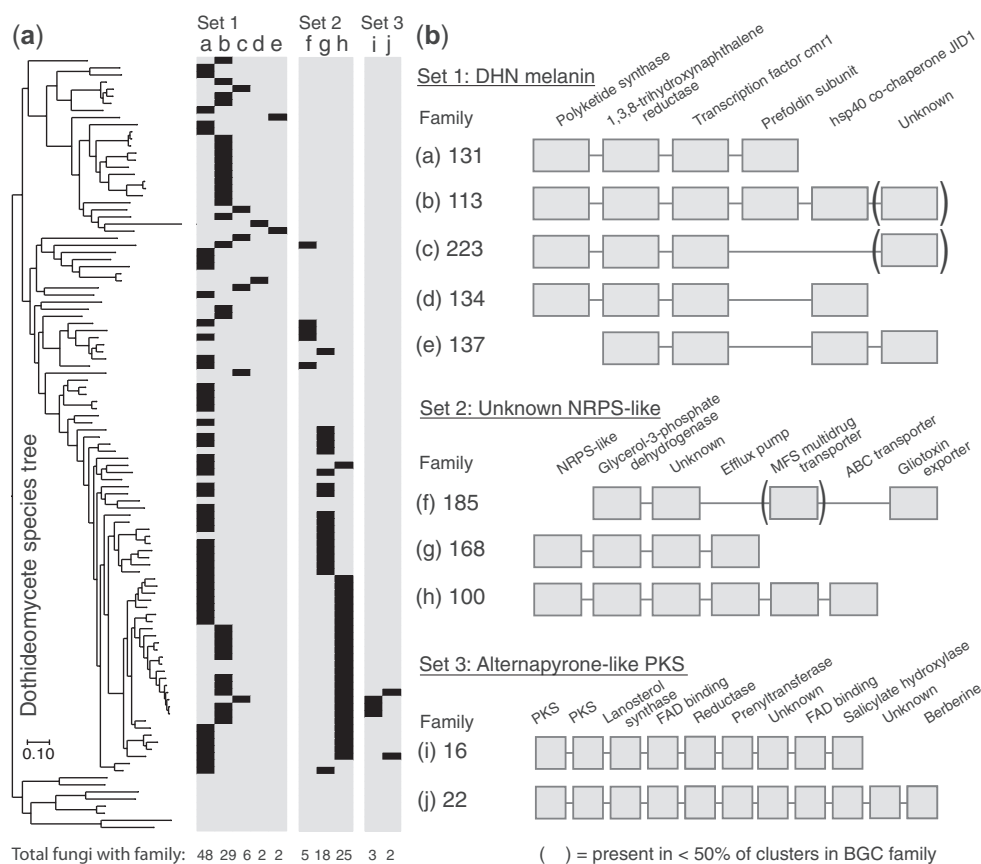 (a)
Set 1
Set 2
Set 3
a b c d e
f g h
i j
Dothideomycete species tree
0.10
Total fungi with family: 48 29 6 2 2 5 18 25 3 2
(b)
Set 1: DHN melanin
Family
Polyketide synthase
1,3,8-trihydroxynaphthalene
reductase
Transcription factor cmr1
Prefoldin subunit
hsp40 co-chaperone JID1
Unknown
(a) 131
(b) 113
(c) 223
(d) 134
(e) 137
Set 2: Unknown NRPS-like
Family
NRPS-like
Glycerol-3-phosphate
dehydrogenase
Unknown
Efflux pump
MFS multidrug
transporter
ABC transporter
Gliotoxin
exporter
(f) 185
(g) 168
(h) 100
Set 3: Alternapyrone-like PKS
Family
PKS
PKS
Lanosterol
synthase
FAD binding
Reductase
Prenyltransferase
Unknown
FAD binding
Salicylate hydroxylase
Unknown
Berberine
(i) 16
(j) 22
( ) = present in < 50% of clusters in BGC family